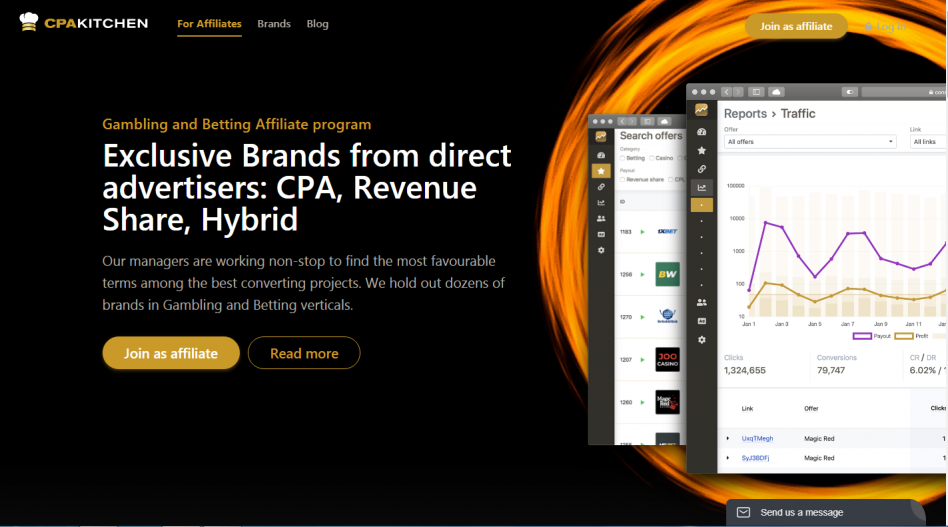 CPAKITCHEN
For Affiliates Brands Blog
Join as affiliate Log in
Gambling and Betting Affiliate program
Exclusive Brands from direct
advertisers: CPA, Revenue
Share, Hybrid
Our managers are working non-stop to find the most favourable
terms among the best converting projects. We hold out dozens of
brands in Gambling and Betting verticals.
Join as affiliate Read more
Search offers
Category
Betting Casino
Payout
Revenue share CPL
ID
1183 1XBET
1256 BW
1270
1207 JOO CASINO
1260 Magic Red
Reports > Traffic
Offer Link
All offers All links
100000
10000
1000
100
10
Jan 1 Jan 3 Jan 5 Jan 7 Jan 9 Jan 11
Payout Profit
Clicks Conversions CR / DR
1,324,655 79,747 6.02% /
Link Offer Clicks
UxqTMegh Magic Red 1
SyJ38DFj Magic Red 1
Send us a message